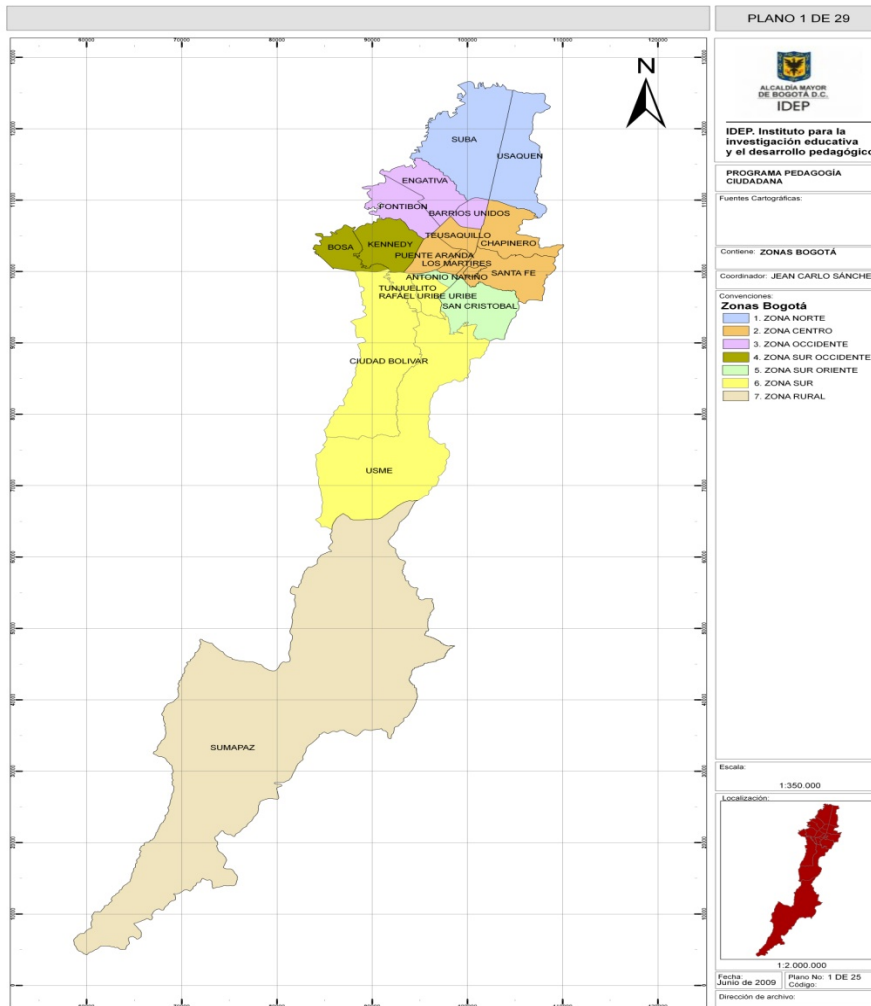 PLANO 1 DE 29
ALCALDÍA MAYOR
DE BOGOTÁ D.C.
IDEP
IDEP. Instituto para la
investigación educativa
y el desarrollo pedagógico
PROGRAMA PEDAGOGÍA
CIUDADANA
Fuentes Cartográficas:
Contiene: ZONAS BOGOTÁ
Coordinador: JEAN CARLO SÁNCHE
Convenciones:
Zonas Bogotá
1. ZONA NORTE
2. ZONA CENTRO
3. ZONA OCCIDENTE
4. ZONA SUR OCCIDENTE
5. ZONA SUR ORIENTE
6. ZONA SUR
7. ZONA RURAL
Escala:
1:350.000
Localización:
1:2.000.000
Fecha:
Junio de 2009
Plano No: 1 DE 25
Código:
Dirección de archivo:
N
SUBA
USAQUEN
ENGATIVA
PONTIBON
BARRIOS UNIDOS
TEUSAQUILLO
CHAPINERO
BOSA
KENNEDY
PUENTE ARANDA
LOS MARTIRES
SANTA FE
ANTONIO NARIÑO
TUNJUELITO
RAFAEL URIBE URIBE
SAN CRISTOBAL
CIUDAD BOLIVAR
USME
SUMAPAZ